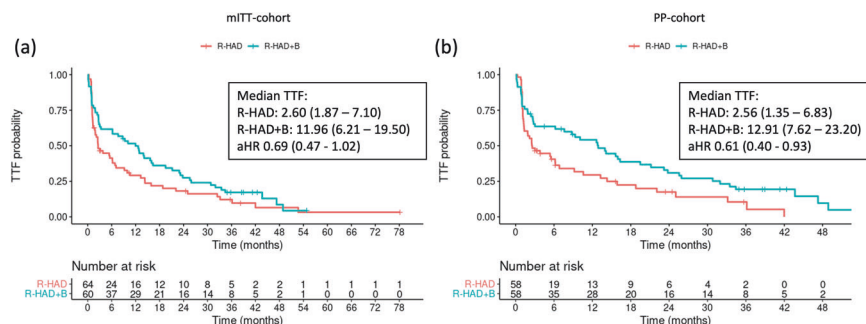 mITT-cohort
PP-cohort
(a)
R-HAD R-HAD+B
1.00
0.75
0.50
0.25
0.00
TTF probability
Median TTF:
R-HAD: 2.60 (1.87 – 7.10)
R-HAD+B: 11.96 (6.21 – 19.50)
aHR 0.69 (0.47 - 1.02)
0 6 12 18 24 30 36 42 48 54 60 66 72 78
Time (months)
Number at risk
R-HAD 64 24 16 12 10 8 5 2 2 1 1 1 1 1
R-HAD+B 60 37 29 21 16 14 8 5 2 1 0 0 0 0
0 6 12 18 24 30 36 42 48 54 60 66 72 78
Time (months)
(b)
R-HAD R-HAD+B
1.00
0.75
0.50
0.25
0.00
TTF probability
Median TTF:
R-HAD: 2.56 (1.35 – 6.83)
R-HAD+B: 12.91 (7.62 – 23.20)
aHR 0.61 (0.40 - 0.93)
0 6 12 18 24 30 36 42 48
Time (months)
Number at risk
R-HAD 58 19 13 9 6 4 2 0 0
R-HAD+B 58 35 28 20 16 14 8 5 2
0 6 12 18 24 30 36 42 48
Time (months)